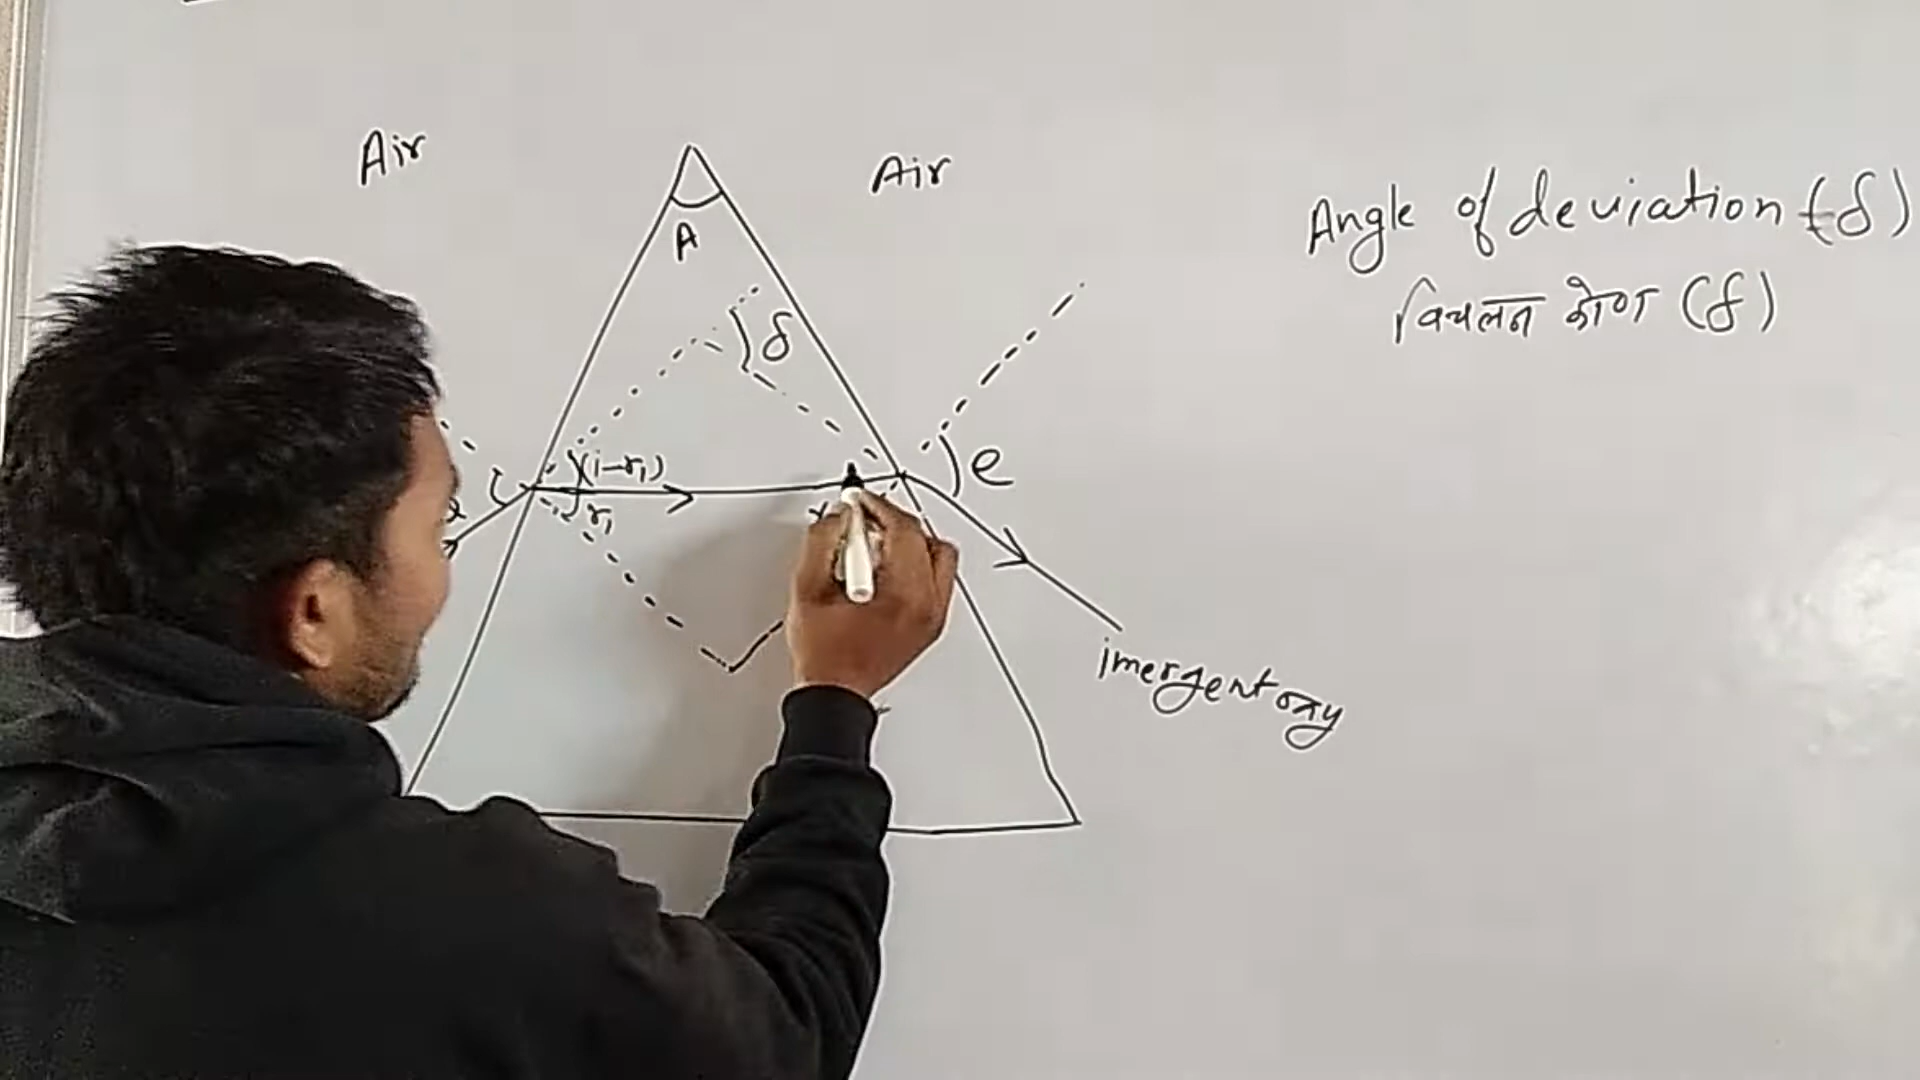 Air
Air
A
Angle of deviation (δ)
विचलन कोण (δ)
δ
(i-r₁)
r₁
e
imergent ray